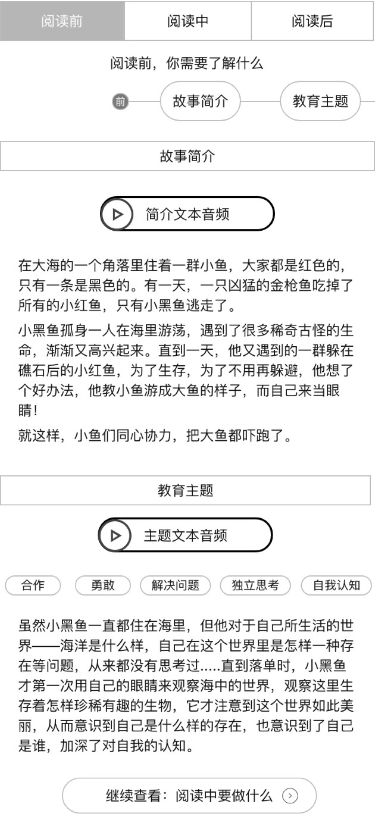 阅读前 阅读中 阅读后
阅读前，你需要了解什么
前 故事简介 教育主题
故事简介
简介文本音频
在大海的一个角落里住着一群小鱼，大家都是红色的，
只有一条是黑色的。有一天，一只凶猛的金枪鱼吃掉了
所有的小红鱼，只有小黑鱼逃走了。
小黑鱼孤身一人在海里游荡，遇到了很多稀奇古怪的生
命，渐渐又高兴起来。直到一天，他又遇到的一群躲在
礁石后的小红鱼，为了生存，为了不用再躲避，他想了
个好办法，他教小鱼游成大鱼的样子，而自己来当眼
睛！
就这样，小鱼们同心协力，把大鱼都吓跑了。
教育主题
主题文本音频
合作 勇敢 解决问题 独立思考 自我认知
虽然小黑鱼一直都住在海里，但他对于自己所生活的世
界——海洋是什么样，自己在这个世界里是怎样一种存
在等问题，从来都没有思考过.....直到落单时，小黑鱼
才第一次用自己的眼睛来观察海中的世界，观察这里生
存着怎样珍稀有趣的生物，它才注意到这个世界如此美
丽，从而意识到自己是什么样的存在，也意识到了自己
是谁，加深了对自我的认知。
继续查看：阅读中要做什么